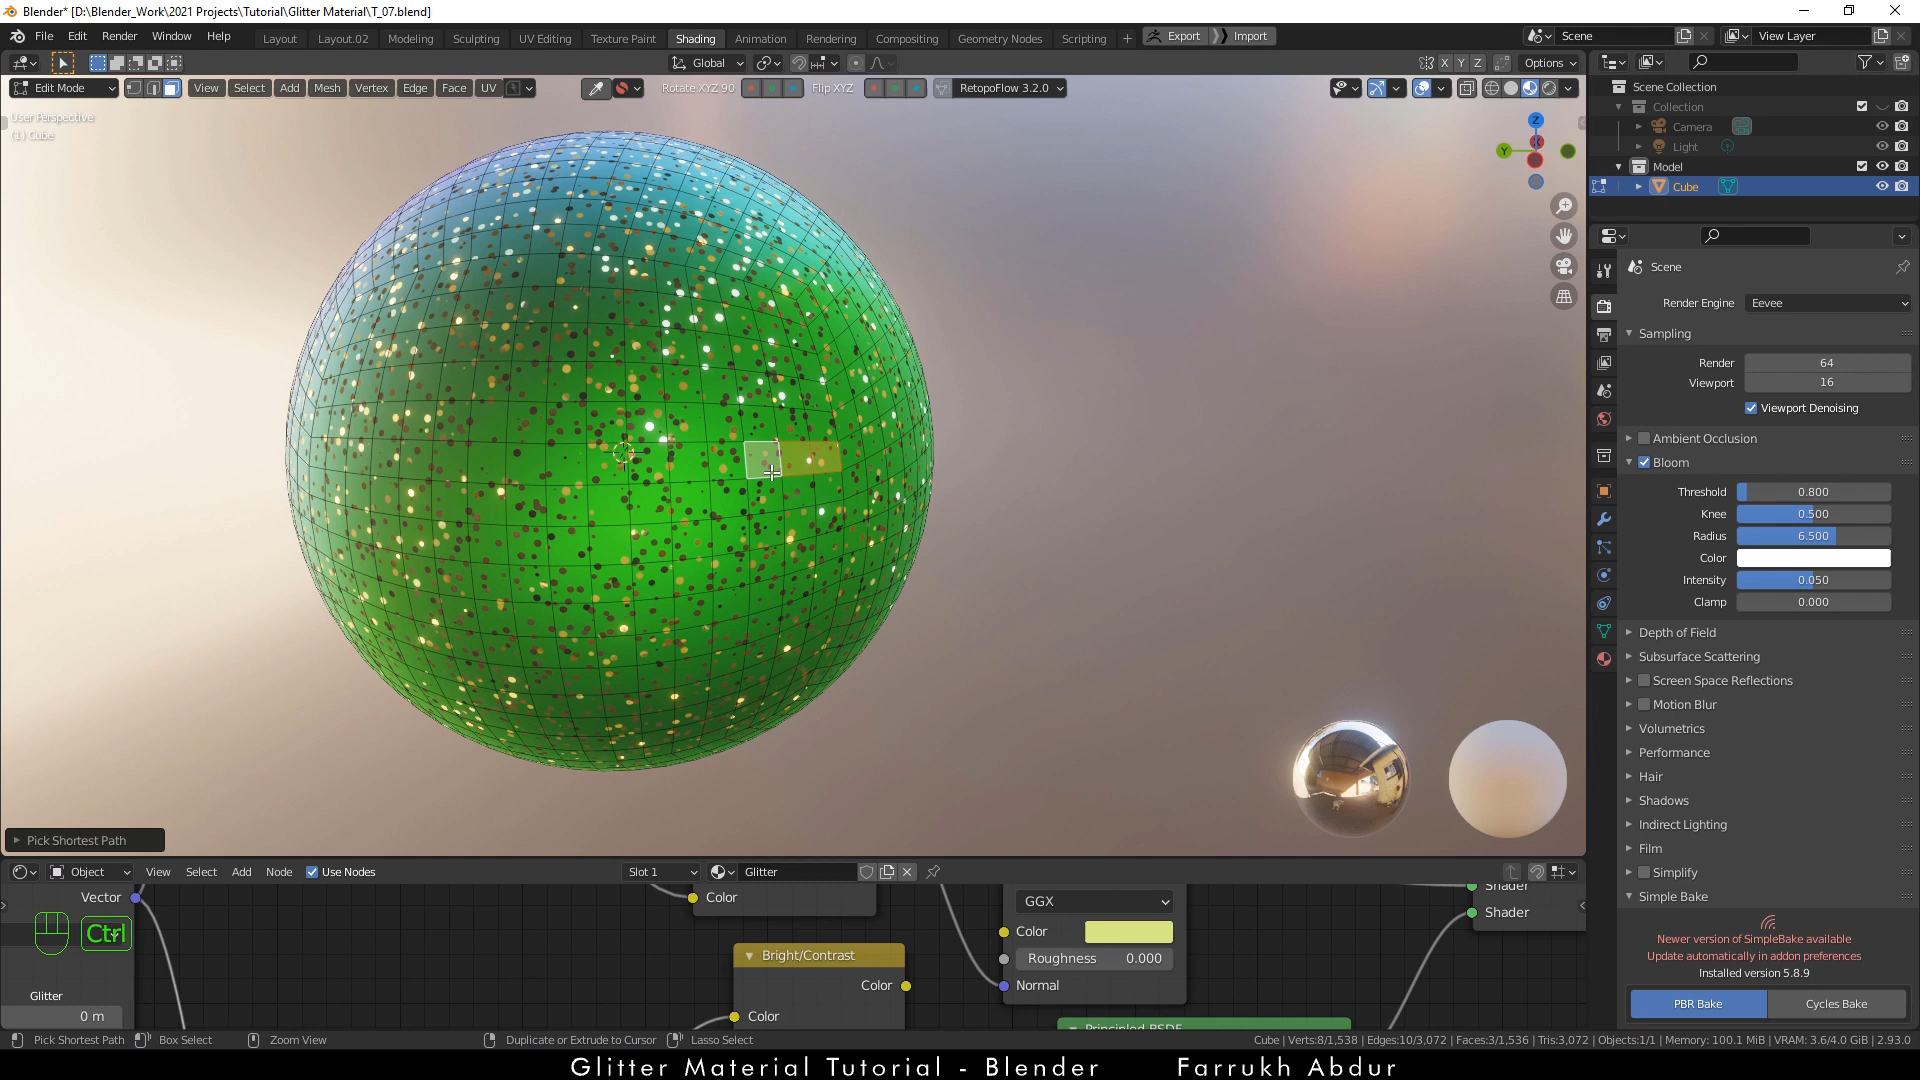 Blender* [D:\Blender_Work\2021 Projects\Tutorial\Glitter Material\T_07.blend]
File Edit Render Window Help Layout Layout.02 Modeling Sculpting UV Editing Texture Paint Shading Animation Rendering Compositing Geometry Nodes Scripting + Export Import Scene View Layer
Global X Y Z Options
Edit Mode View Select Add Mesh Vertex Edge Face UV Rotate XYZ 90 Flip XYZ RetopoFlow 3.2.0
User Perspective
(1) Cube
Z
Y
Scene Collection
Collection
Camera
Light
Model
Cube
Scene
Render Engine Eevee
Sampling
Render 64
Viewport 16
Viewport Denoising
Ambient Occlusion
Bloom
Threshold 0.800
Knee 0.500
Radius 6.500
Color
Intensity 0.050
Clamp 0.000
Depth of Field
Subsurface Scattering
Screen Space Reflections
Motion Blur
Volumetrics
Performance
Hair
Shadows
Indirect Lighting
Film
Simplify
Simple Bake
Newer version of SimpleBake available
Update automatically in addon preferences
Installed version 5.8.9
PBR Bake Cycles Bake
Pick Shortest Path
Object View Select Add Node Use Nodes Slot 1 Glitter
Vector
Ctrl
Glitter
0 m
Color
Bright/Contrast
Color
Color
GGX
Color
Roughness 0.000
Normal
Principled BSDF
Shader
Shader
Pick Shortest Path Box Select Zoom View Duplicate or Extrude to Cursor Lasso Select Cube | Verts:8/1,538 | Edges:10/3,072 | Faces:3/1,536 | Tris:3,072 | Objects:1/1 | Memory: 100.1 MiB | VRAM: 3.6/4.0 GiB | 2.93.0
Glitter Material Tutorial - Blender Farrukh Abdur